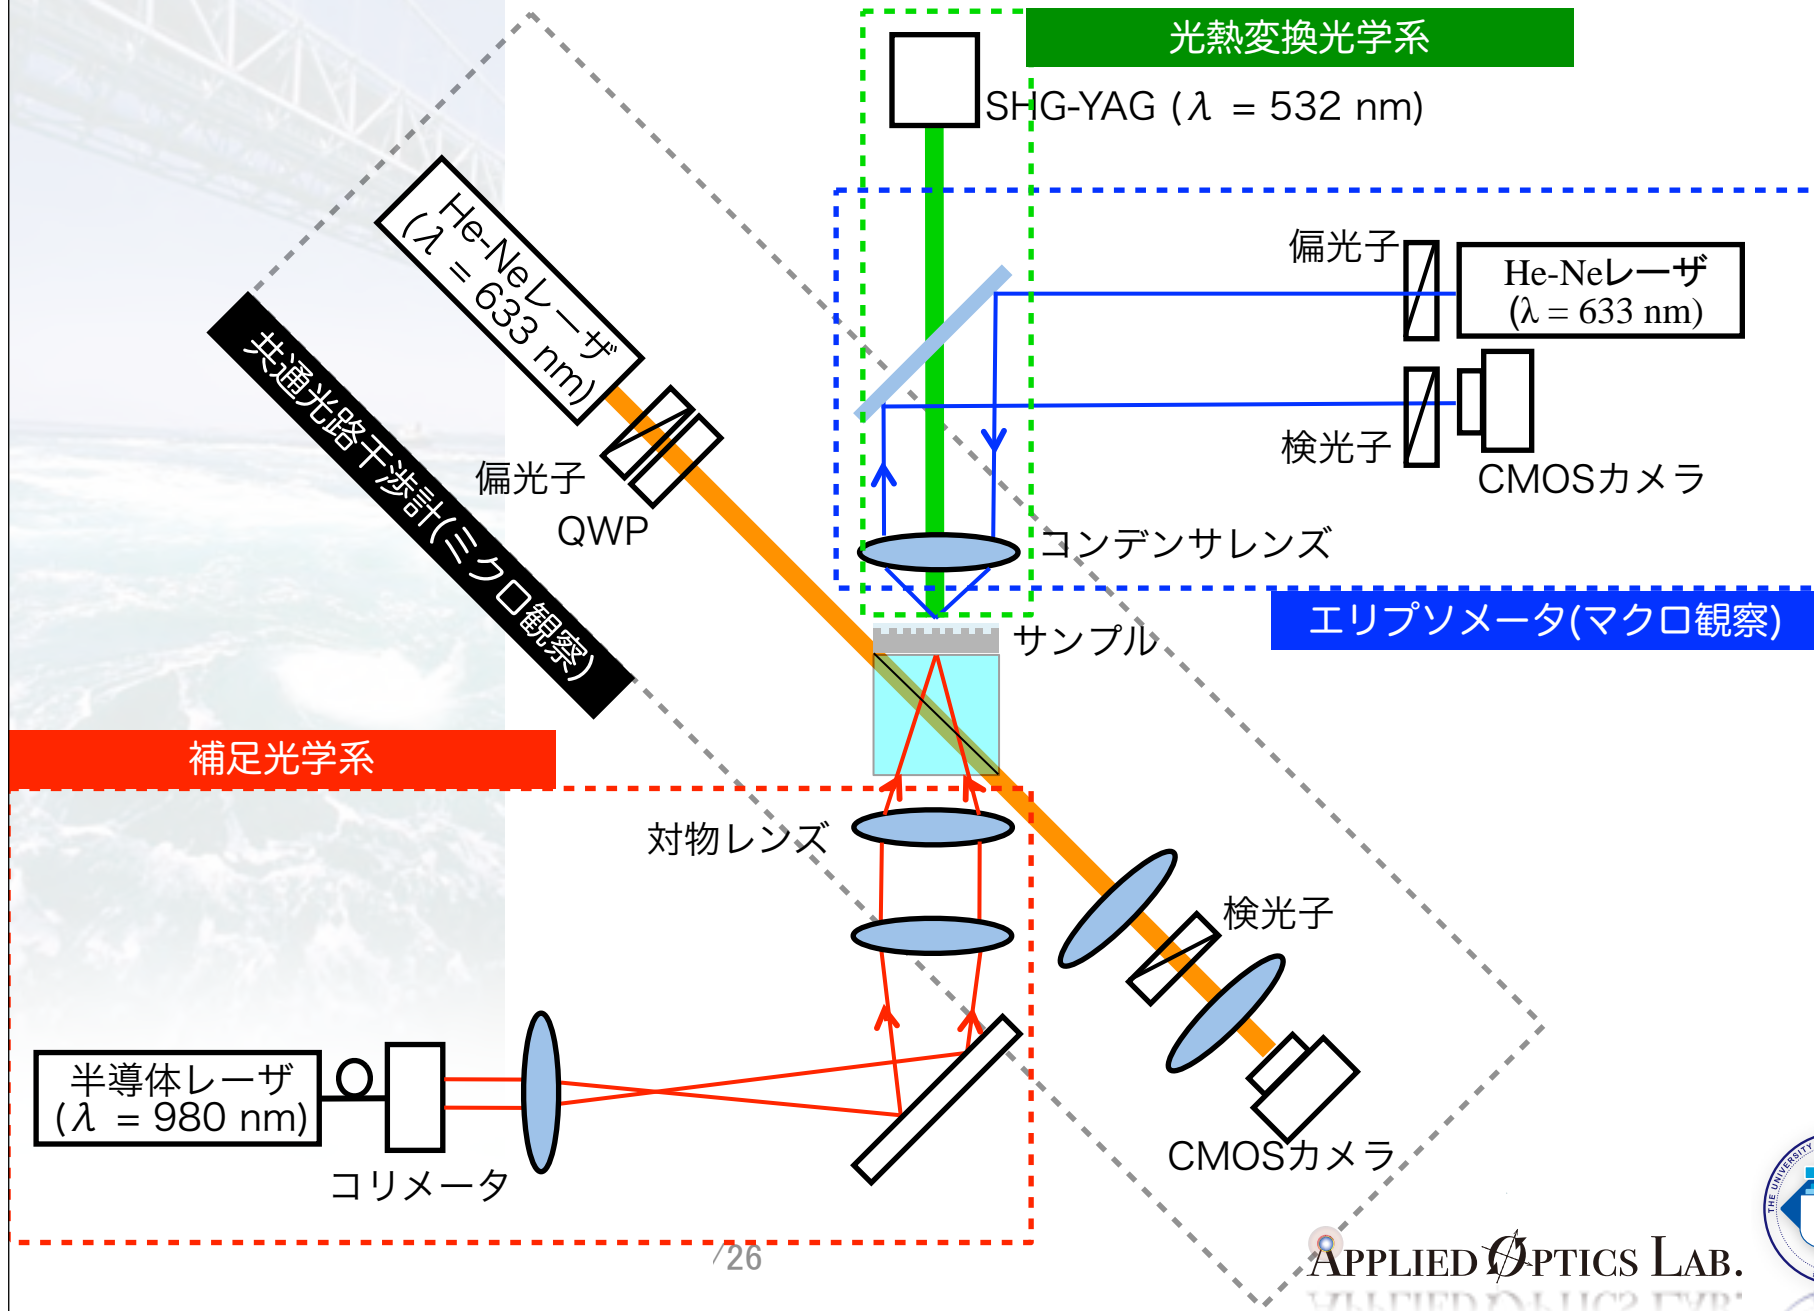 光熱変換光学系
SHG-YAG (λ = 532 nm)
He-Neレーザ
(λ = 633 nm)
偏光子
He-Neレーザ
(λ = 633 nm)
共通光路干渉計(ミクロ観察)
偏光子
QWP
検光子
CMOSカメラ
コンデンサレンズ
エリプソメータ(マクロ観察)
サンプル
補足光学系
対物レンズ
検光子
半導体レーザ
(λ = 980 nm)
コリメータ
CMOSカメラ
/26
APPLIED OPTICS LAB.
THE UNIVERSITY